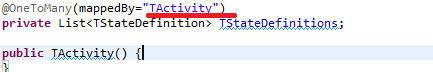 @OneToMany(mappedBy="TActivity")
private List<TStateDefinition> TStateDefinitions;
public TActivity() {
}